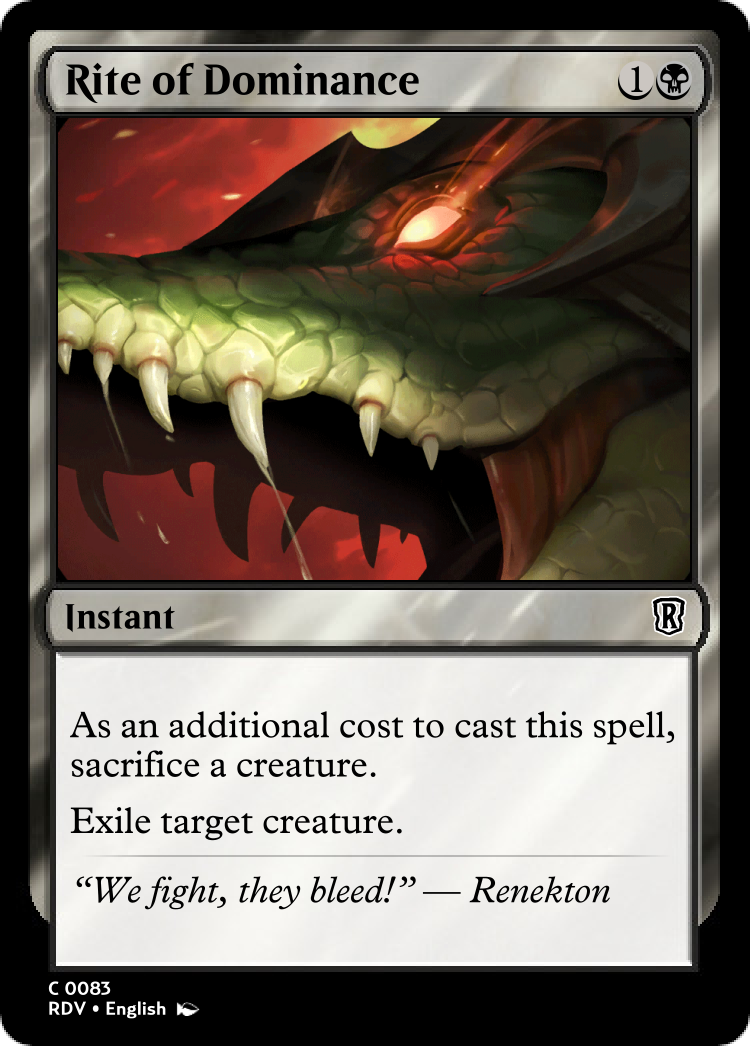 Rite of Dominance 1
Instant R
As an additional cost to cast this spell,
sacrifice a creature.
Exile target creature.
“We fight, they bleed!” — Renekton
C 0083
RDV • English